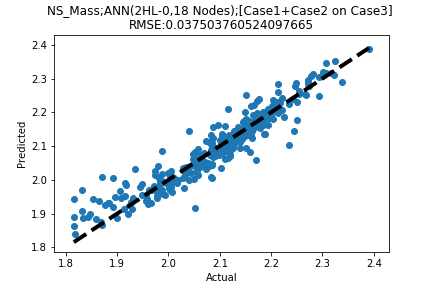 NS_Mass;ANN(2HL-0,18 Nodes);[Case1+Case2 on Case3]
RMSE:0.037503760524097665
2.4
2.3
2.2
2.1
2.0
1.9
1.8
Predicted
1.8 1.9 2.0 2.1 2.2 2.3 2.4
Actual